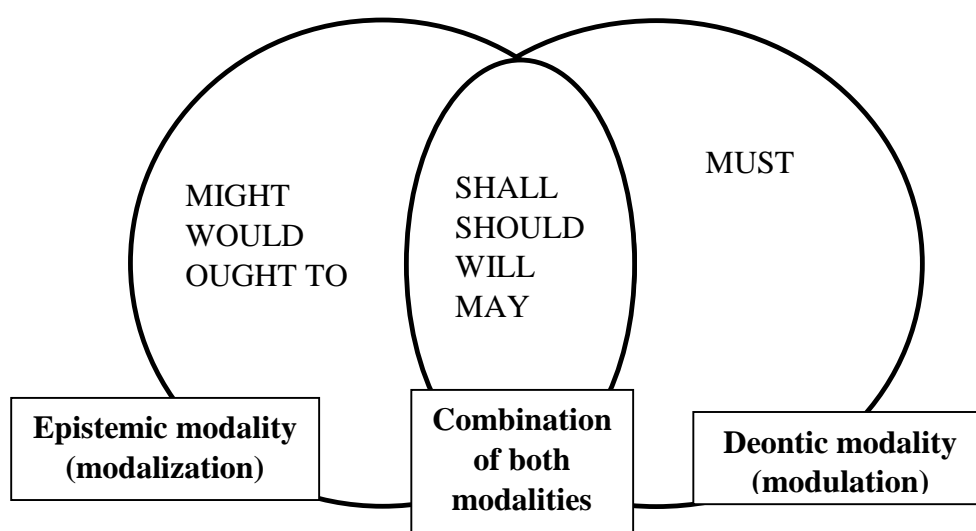 MIGHT
WOULD
OUGHT TO
SHALL
SHOULD
WILL
MAY
MUST
Epistemic modality
(modalization)
Combination
of both
modalities
Deontic modality
(modulation)